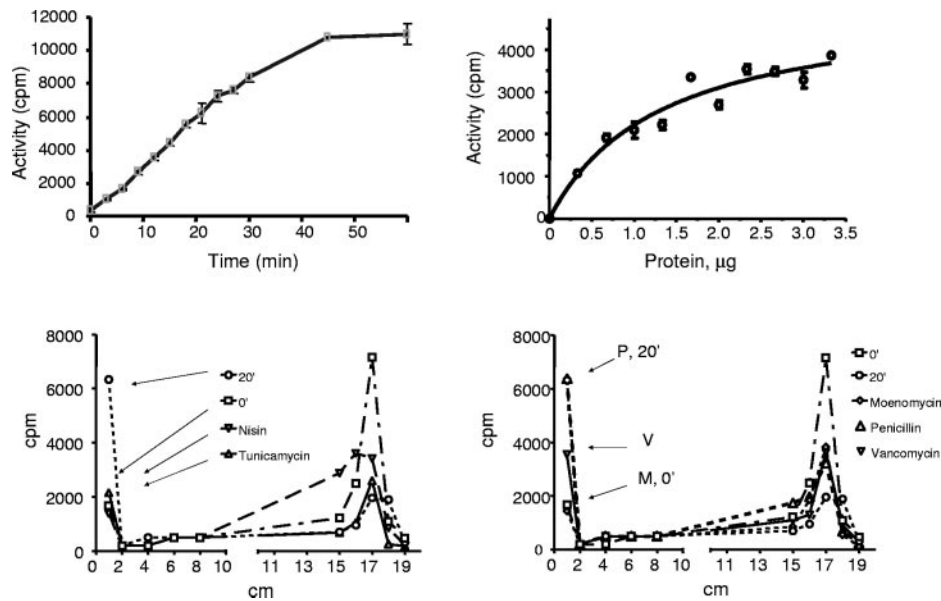 12000
10000
8000
6000
4000
2000
0
Activity (cpm)
0 10 20 30 40 50
Time (min)
4000
3000
2000
1000
0
Activity (cpm)
0 0.5 1.0 1.5 2.0 2.5 3.0 3.5
Protein, μg
8000
6000
4000
2000
0
cpm
20'
0'
Nisin
Tunicamycin
0 2 4 6 8 10 11 13 15 17 19
cm
8000
6000
4000
2000
0
cpm
P, 20'
V
M, 0'
0'
20'
Moenomycin
Penicillin
Vancomycin
0 2 4 6 8 10 11 13 15 17 19
cm